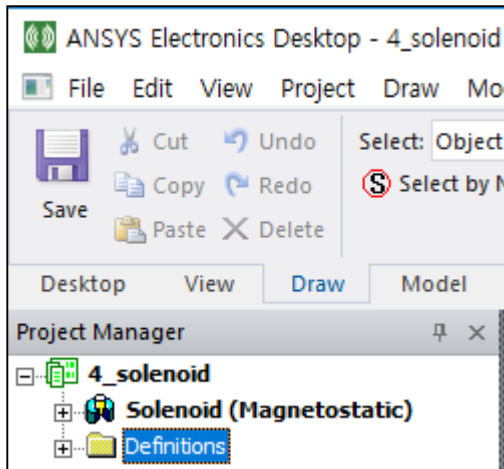 ANSYS Electronics Desktop - 4_solenoid
File Edit View Project Draw Mo
Save
Cut Undo Select: Object
Copy Redo Select by N
Paste Delete
Desktop View Draw Model
Project Manager
4_solenoid
Solenoid (Magnetostatic)
Definitions